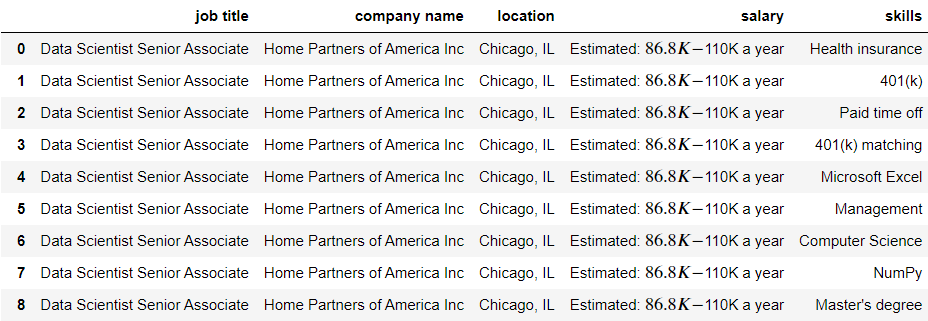 job title company name location salary skills
0 Data Scientist Senior Associate Home Partners of America Inc Chicago, IL Estimated: 86.8K−110K a year Health insurance
1 Data Scientist Senior Associate Home Partners of America Inc Chicago, IL Estimated: 86.8K−110K a year 401(k)
2 Data Scientist Senior Associate Home Partners of America Inc Chicago, IL Estimated: 86.8K−110K a year Paid time off
3 Data Scientist Senior Associate Home Partners of America Inc Chicago, IL Estimated: 86.8K−110K a year 401(k) matching
4 Data Scientist Senior Associate Home Partners of America Inc Chicago, IL Estimated: 86.8K−110K a year Microsoft Excel
5 Data Scientist Senior Associate Home Partners of America Inc Chicago, IL Estimated: 86.8K−110K a year Management
6 Data Scientist Senior Associate Home Partners of America Inc Chicago, IL Estimated: 86.8K−110K a year Computer Science
7 Data Scientist Senior Associate Home Partners of America Inc Chicago, IL Estimated: 86.8K−110K a year NumPy
8 Data Scientist Senior Associate Home Partners of America Inc Chicago, IL Estimated: 86.8K−110K a year Master's degree